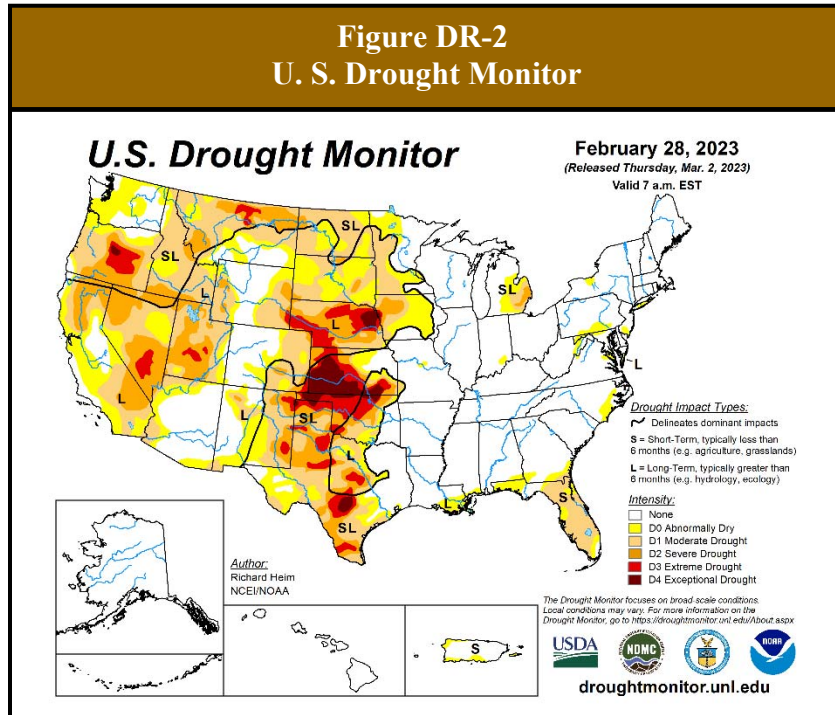 Figure DR-2
U. S. Drought Monitor
U.S. Drought Monitor
February 28, 2023
(Released Thursday, Mar. 2, 2023)
Valid 7 a.m. EST
SL
SL
SL
L
L
L
L
SL
L
L
SL
L
S
L
Drought Impact Types:
Delineates dominant impacts
S = Short-Term, typically less than
6 months (e.g. agriculture, grasslands)
L = Long-Term, typically greater than
6 months (e.g. hydrology, ecology)
Intensity:
None
D0 Abnormally Dry
D1 Moderate Drought
D2 Severe Drought
D3 Extreme Drought
D4 Exceptional Drought
Author:
Richard Heim
NCEI/NOAA
S
The Drought Monitor focuses on broad-scale conditions.
Local conditions may vary. For more information on the
Drought Monitor, go to https://droughtmonitor.unl.edu/About.aspx
USDA
NDMC
NOAA
droughtmonitor.unl.edu